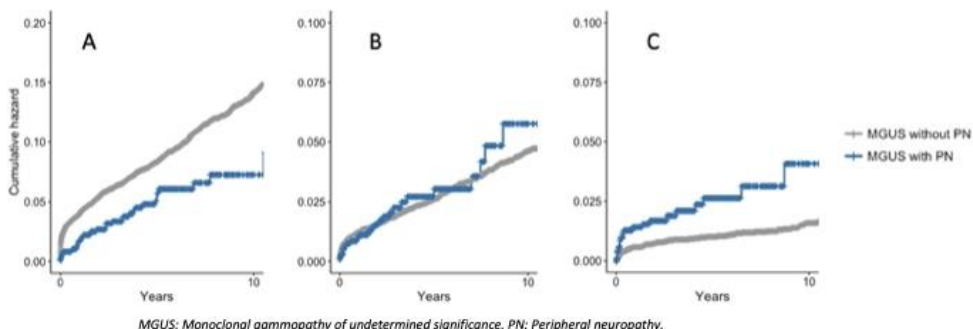 A
B
C
Cumulative hazard
0.20
0.15
0.10
0.05
0.00
0.100
0.075
0.050
0.025
0.000
0.100
0.075
0.050
0.025
0.000
0
10
0
10
0
10
Years
Years
Years
MGUS without PN
MGUS with PN
MGUS: Monoclonal gammopathy of undetermined significance. PN: Peripheral neuropathy.